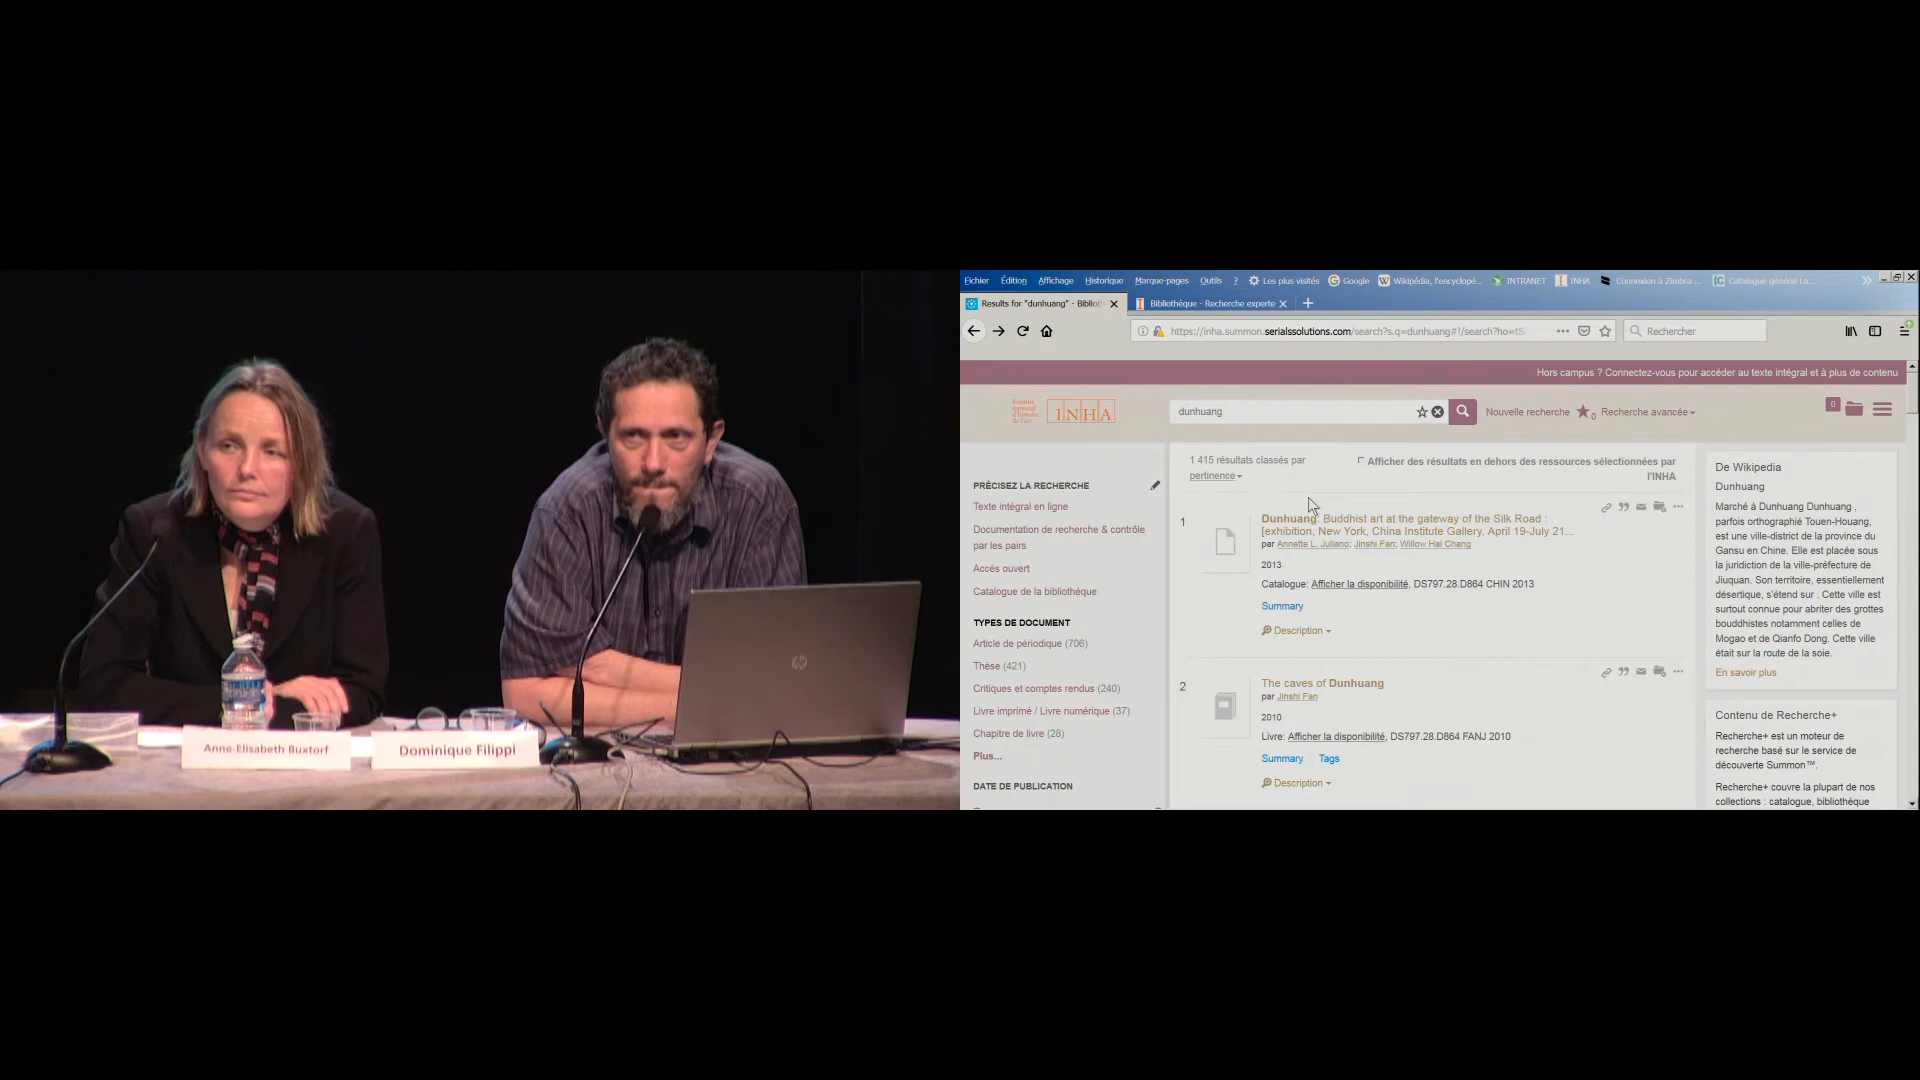 Anne-Elisabeth Buxtorf
Dominique Filippi
Fichier Édition Affichage Historique Marque-pages Outils ? Les plus visités Google Wikipédia, l'encyclopé... INTRANET INHA Connexion à Zimbra... Catalogue général La...
Results for "dunhuang" - Biblioth
Bibliothèque - Recherche experte
https://inha.summon.serialssolutions.com/search?s.q=dunhuang#!/search?ho=t&
Rechercher
Hors campus ? Connectez-vous pour accéder au texte intégral et à plus de contenu
Institut
national
d'histoire
de l'art
INHA
dunhuang
Nouvelle recherche
0
Recherche avancée
0
PRÉCISEZ LA RECHERCHE
Texte intégral en ligne
Documentation de recherche & contrôle
par les pairs
Accès ouvert
Catalogue de la bibliothèque
TYPES DE DOCUMENT
Article de périodique (706)
Thèse (421)
Critiques et comptes rendus (240)
Livre imprimé / Livre numérique (37)
Chapitre de livre (28)
Plus...
DATE DE PUBLICATION
1 415 résultats classés par
pertinence
Afficher des résultats en dehors des ressources sélectionnées par
l'INHA
1
Dunhuang: Buddhist art at the gateway of the Silk Road :
[exhibition, New York, China Institute Gallery, April 19-July 21...
par Annette L. Juliano; Jinshi Fan; Willow Hai Chang
2013
Catalogue: Afficher la disponibilité, DS797.28.D864 CHIN 2013
Summary
Description
2
The caves of Dunhuang
par Jinshi Fan
2010
Livre: Afficher la disponibilité, DS797.28.D864 FANJ 2010
Summary Tags
Description
De Wikipedia
Dunhuang
Marché à Dunhuang Dunhuang ,
parfois orthographié Touen-Houang,
est une ville-district de la province du
Gansu en Chine. Elle est placée sous
la juridiction de la ville-préfecture de
Jiuquan. Son territoire, essentiellement
désertique, s'étend sur . Cette ville est
surtout connue pour abriter des grottes
bouddhistes notamment celles de
Mogao et de Qianfo Dong. Cette ville
était sur la route de la soie.
En savoir plus
Contenu de Recherche+
Recherche+ est un moteur de
recherche basé sur le service de
découverte Summon™.
Recherche+ couvre la plupart de nos
collections : catalogue, bibliothèque